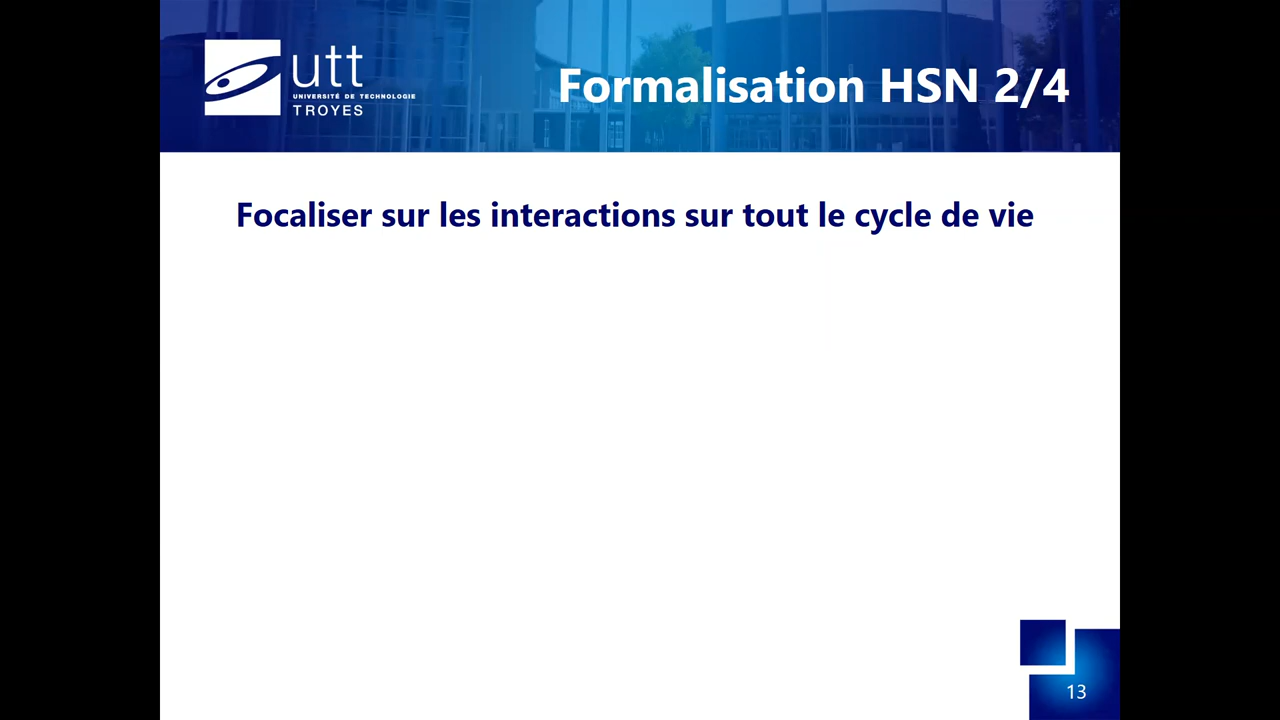 utt
UNIVERSITÉ DE TECHNOLOGIE
TROYES
Formalisation HSN 2/4
Focaliser sur les interactions sur tout le cycle de vie
13